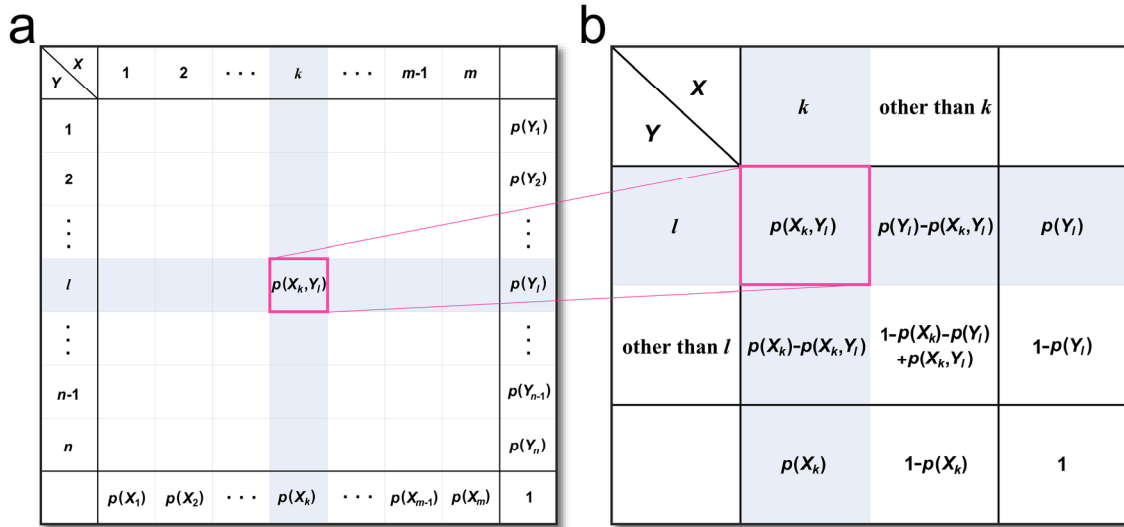 a
X
Y
1 2 · · · k · · · m-1 m
1 p(Y₁)
2 p(Y₂)
⋮ ⋮
l p(Xₖ,Yₗ) p(Yₗ)
⋮ ⋮
n-1 p(Yₙ₋₁)
n p(Yₙ)
p(X₁) p(X₂) · · · p(Xₖ) · · · p(Xₘ₋₁) p(Xₘ) 1
b
X
Y
k other than k
l p(Xₖ,Yₗ) p(Yₗ)-p(Xₖ,Yₗ) p(Yₗ)
other than l p(Xₖ)-p(Xₖ,Yₗ) 1-p(Xₖ)-p(Yₗ)
+p(Xₖ,Yₗ) 1-p(Yₗ)
p(Xₖ) 1-p(Xₖ) 1